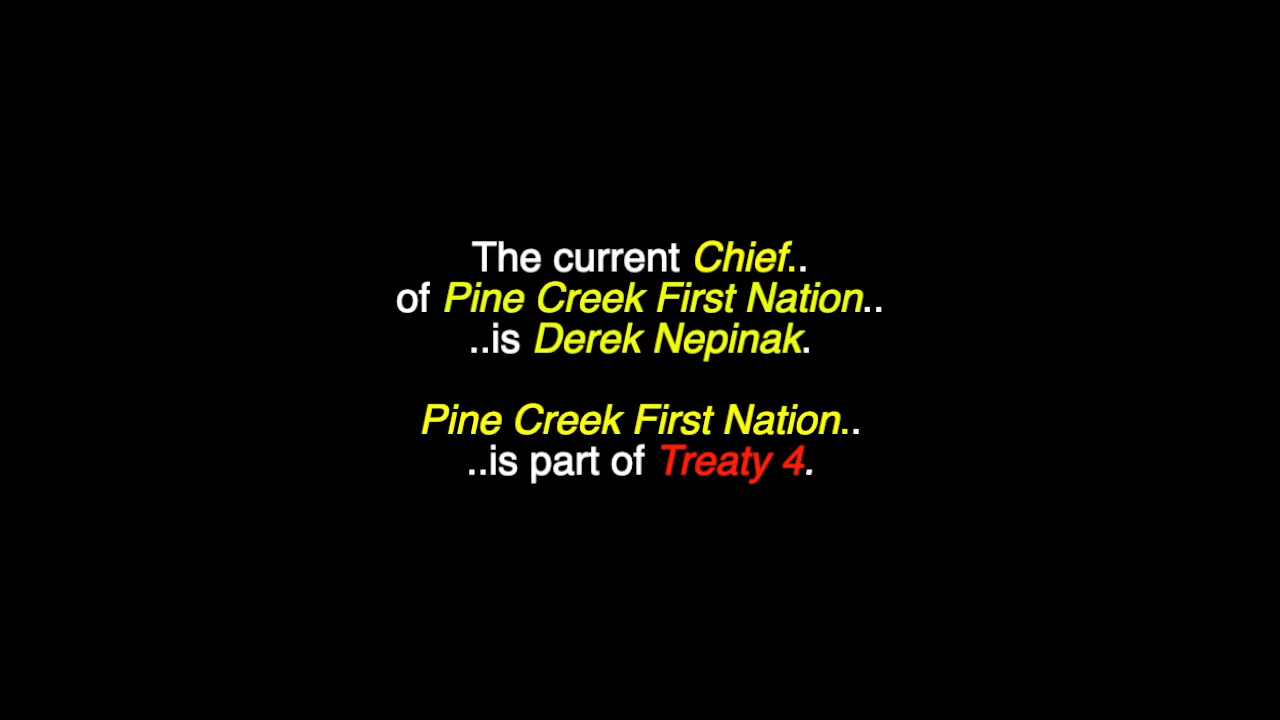 The current Chief..
of Pine Creek First Nation..
..is Derek Nepinak.
Pine Creek First Nation..
..is part of Treaty 4.